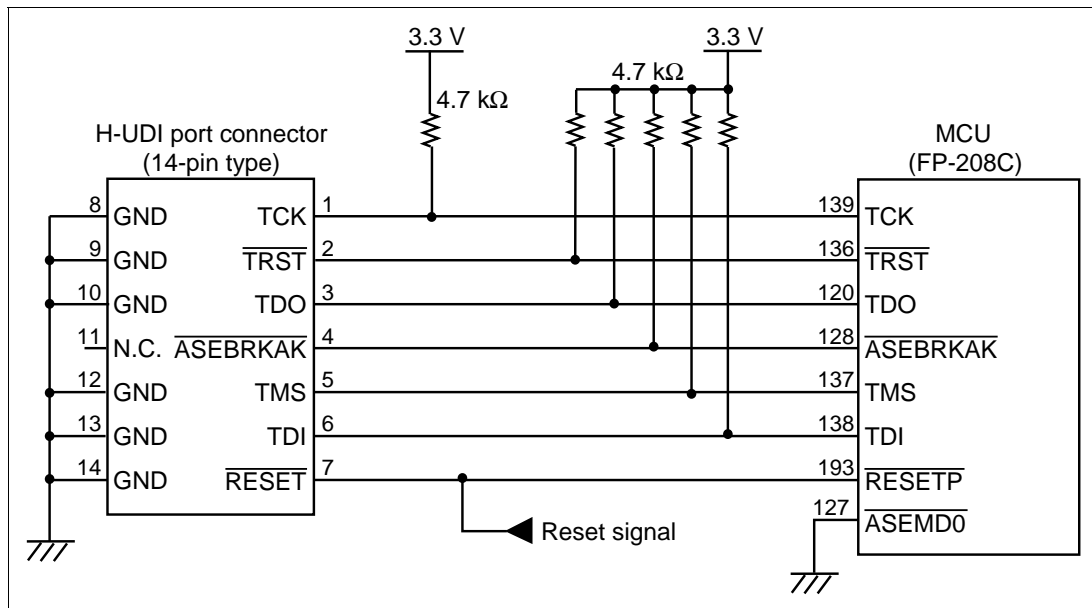 3.3 V
3.3 V
4.7 kΩ
4.7 kΩ
H-UDI port connector
(14-pin type)
MCU
(FP-208C)
8 GND TCK 1 139 TCK
9 GND TRST 2 136 TRST
10 GND TDO 3 120 TDO
11 N.C. ASEBRKAK 4 128 ASEBRKAK
12 GND TMS 5 137 TMS
13 GND TDI 6 138 TDI
14 GND RESET 7 193 RESETP
127 ASEMD0
Reset signal